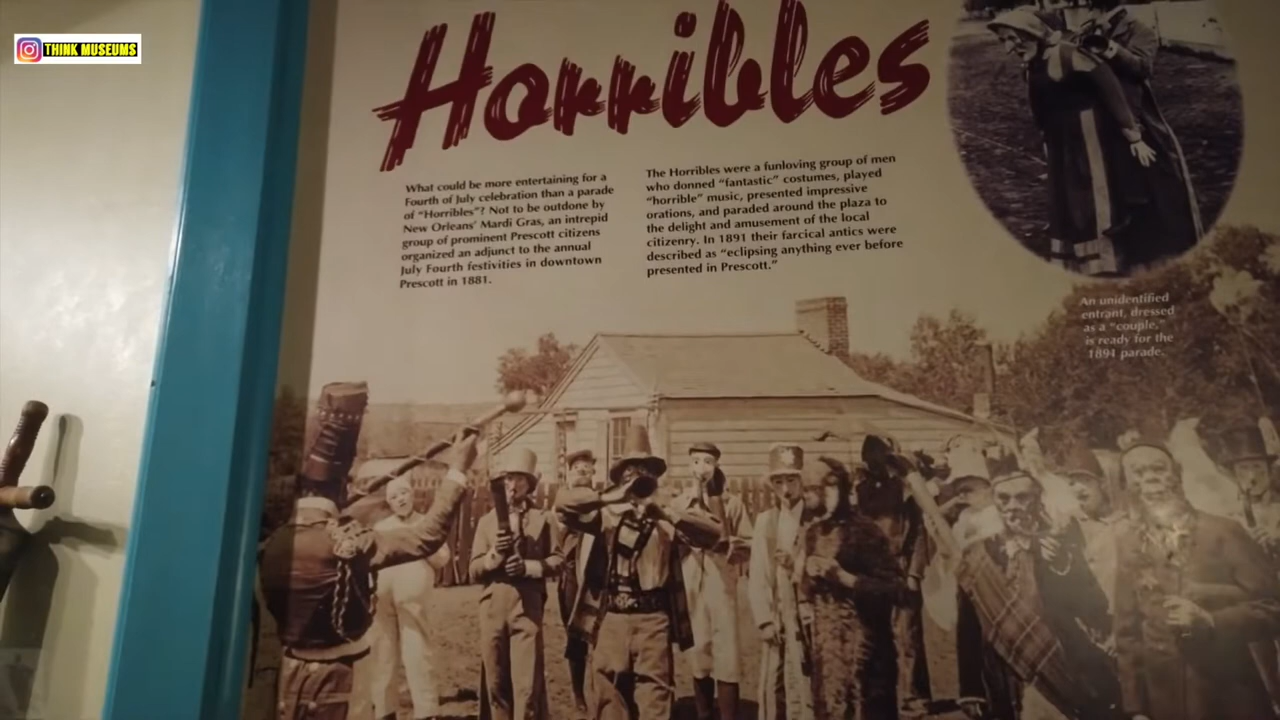 THINK MUSEUMS
Horribles
What could be more entertaining for a
Fourth of July celebration than a parade
of “Horribles”? Not to be outdone by
New Orleans’ Mardi Gras, an intrepid
group of prominent Prescott citizens
organized an adjunct to the annual
July Fourth festivities in downtown
Prescott in 1881.
The Horribles were a funloving group of men
who donned “fantastic” costumes, played
“horrible” music, presented impressive
orations, and paraded around the plaza to
the delight and amusement of the local
citizenry. In 1891 their farcical antics were
described as “eclipsing anything ever before
presented in Prescott.”
An unidentified
entrant, dressed
as a “couple,”
is ready for the
1891 parade.